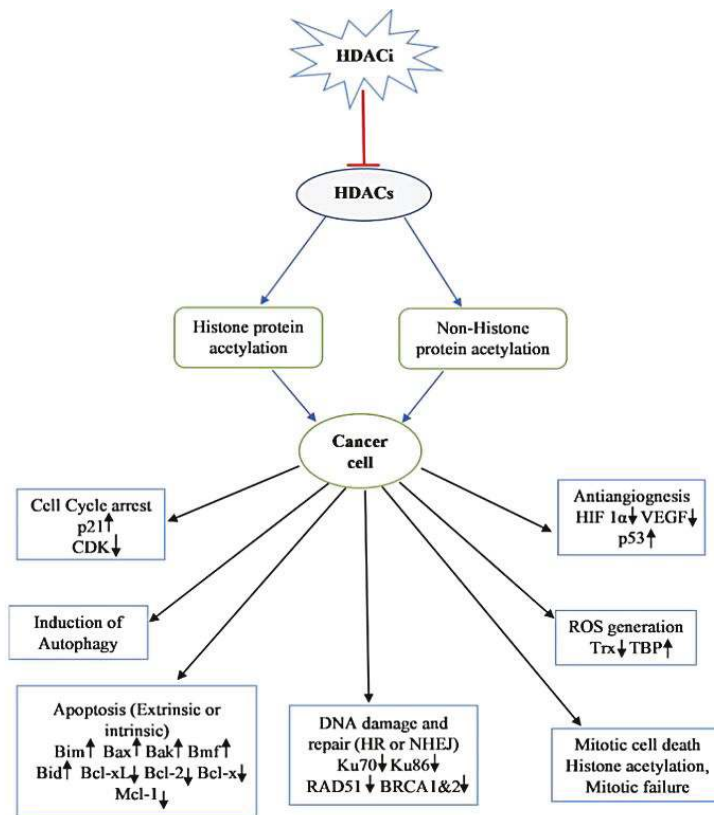 HDACi
HDACs
Histone protein
acetylation
Non-Histone
protein acetylation
Cancer
cell
Cell Cycle arrest
p21↑
CDK↓
Antiangiognesis
HIF 1α↓ VEGF↓
p53↑
Induction of
Autophagy
ROS generation
Trx↓ TBP↑
Apoptosis (Extrinsic or
intrinsic)
Bim↑ Bax↑ Bak↑ Bmf↑
Bid↑ Bcl-xL↓ Bcl-2↓ Bcl-x↓
Mcl-1↓
DNA damage and
repair (HR or NHEJ)
Ku70↓ Ku86↓
RAD51↓ BRCA1&2↓
Mitotic cell death
Histone acetylation,
Mitotic failure